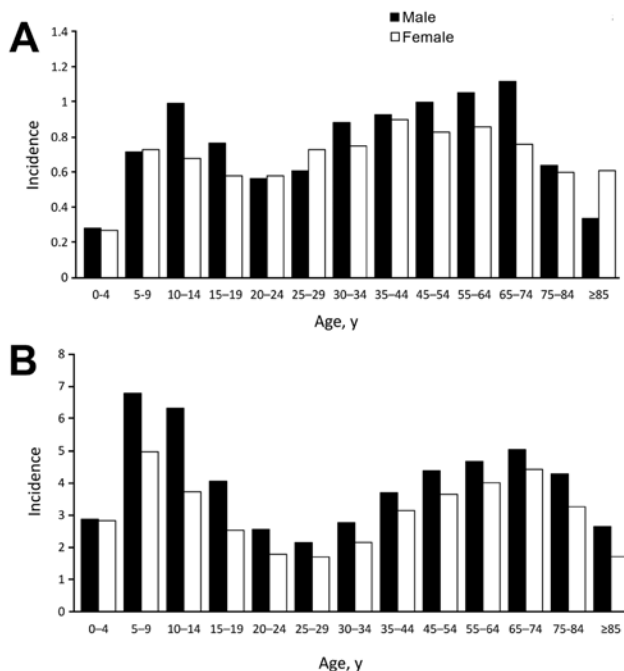 Male
Female
A
1.4
1.2
1
0.8
0.6
0.4
0.2
0
Incidence
0-4 5-9 10–14 15–19 20–24 25–29 30–34 35–44 45–54 55–64 65–74 75–84 ≥85
Age, y
B
8
7
6
5
4
3
2
1
0
Incidence
0–4 5–9 10–14 15–19 20–24 25–29 30–34 35–44 45–54 55–64 65–74 75-84 ≥85
Age, y